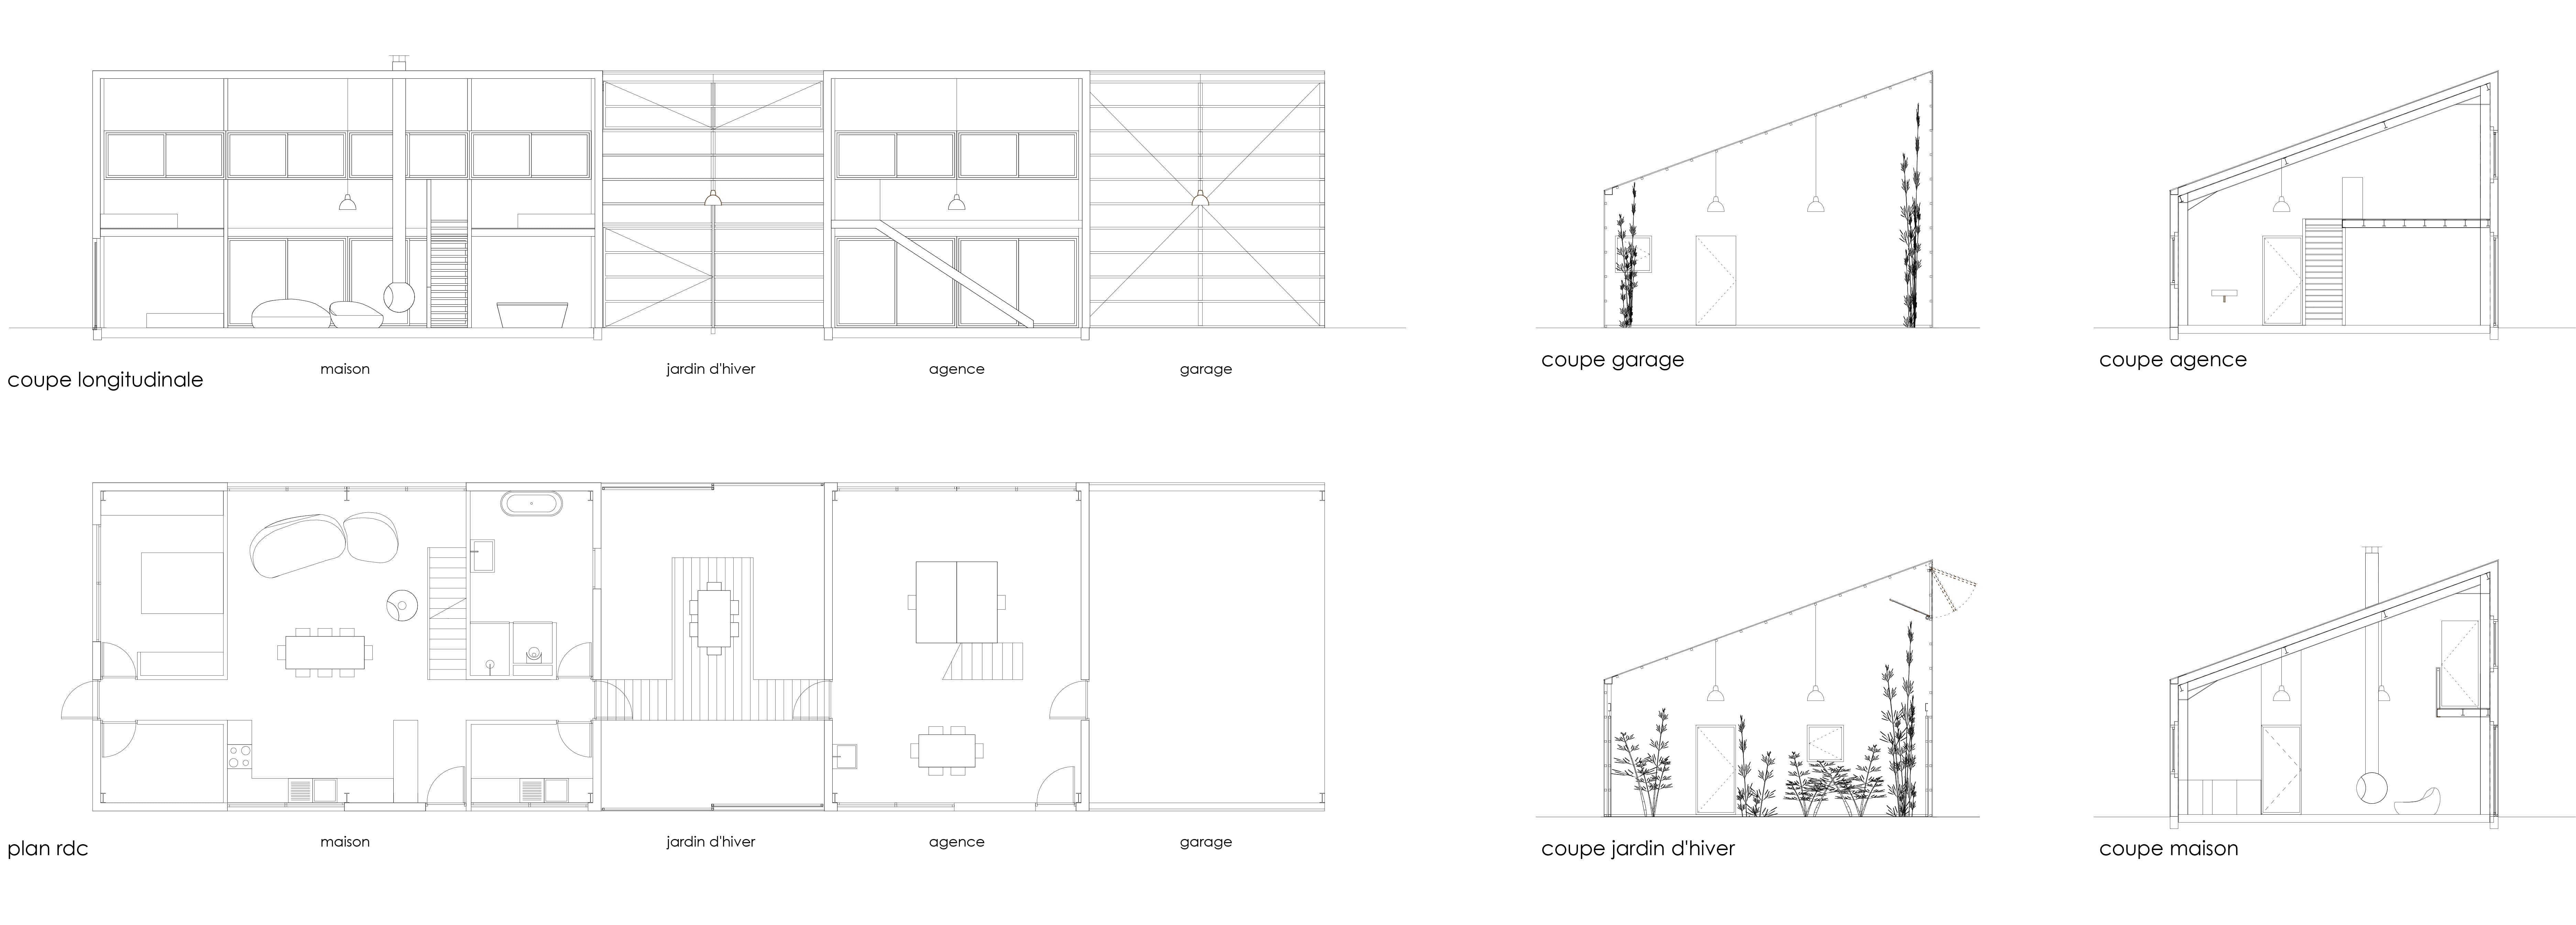 maison
jardin d'hiver
agence
garage
coupe longitudinale
coupe garage
coupe agence
maison
jardin d'hiver
agence
garage
plan rdc
coupe jardin d'hiver
coupe maison